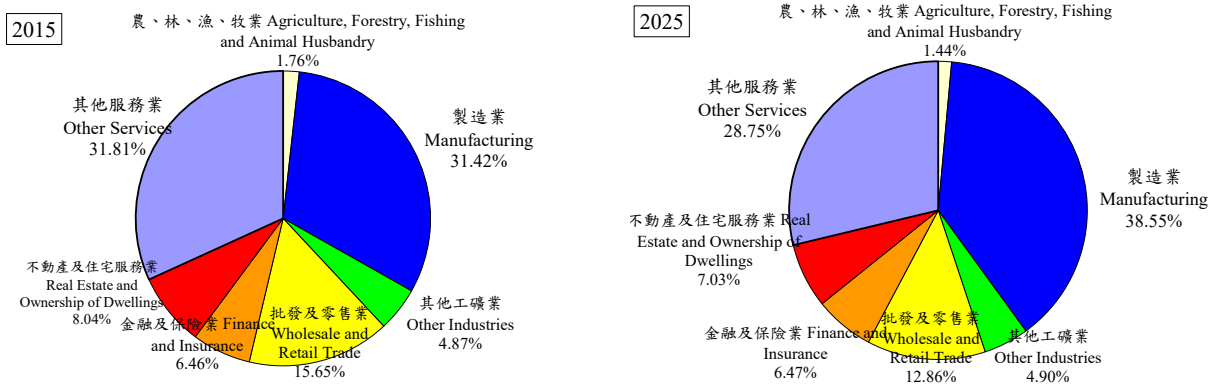 2015
農、林、漁、牧業 Agriculture, Forestry, Fishing
and Animal Husbandry
1.76%
製造業
Manufacturing
31.42%
其他工礦業
Other Industries
4.87%
批發及零售業
Wholesale and
Retail Trade
15.65%
金融及保險業 Finance
and Insurance
6.46%
不動產及住宅服務業
Real Estate and
Ownership of Dwellings
8.04%
其他服務業
Other Services
31.81%
2025
農、林、漁、牧業 Agriculture, Forestry, Fishing
and Animal Husbandry
1.44%
製造業
Manufacturing
38.55%
其他工礦業
Other Industries
4.90%
批發及零售業
Wholesale and
Retail Trade
12.86%
金融及保險業 Finance and
Insurance
6.47%
不動產及住宅服務業 Real
Estate and Ownership of
Dwellings
7.03%
其他服務業
Other Services
28.75%